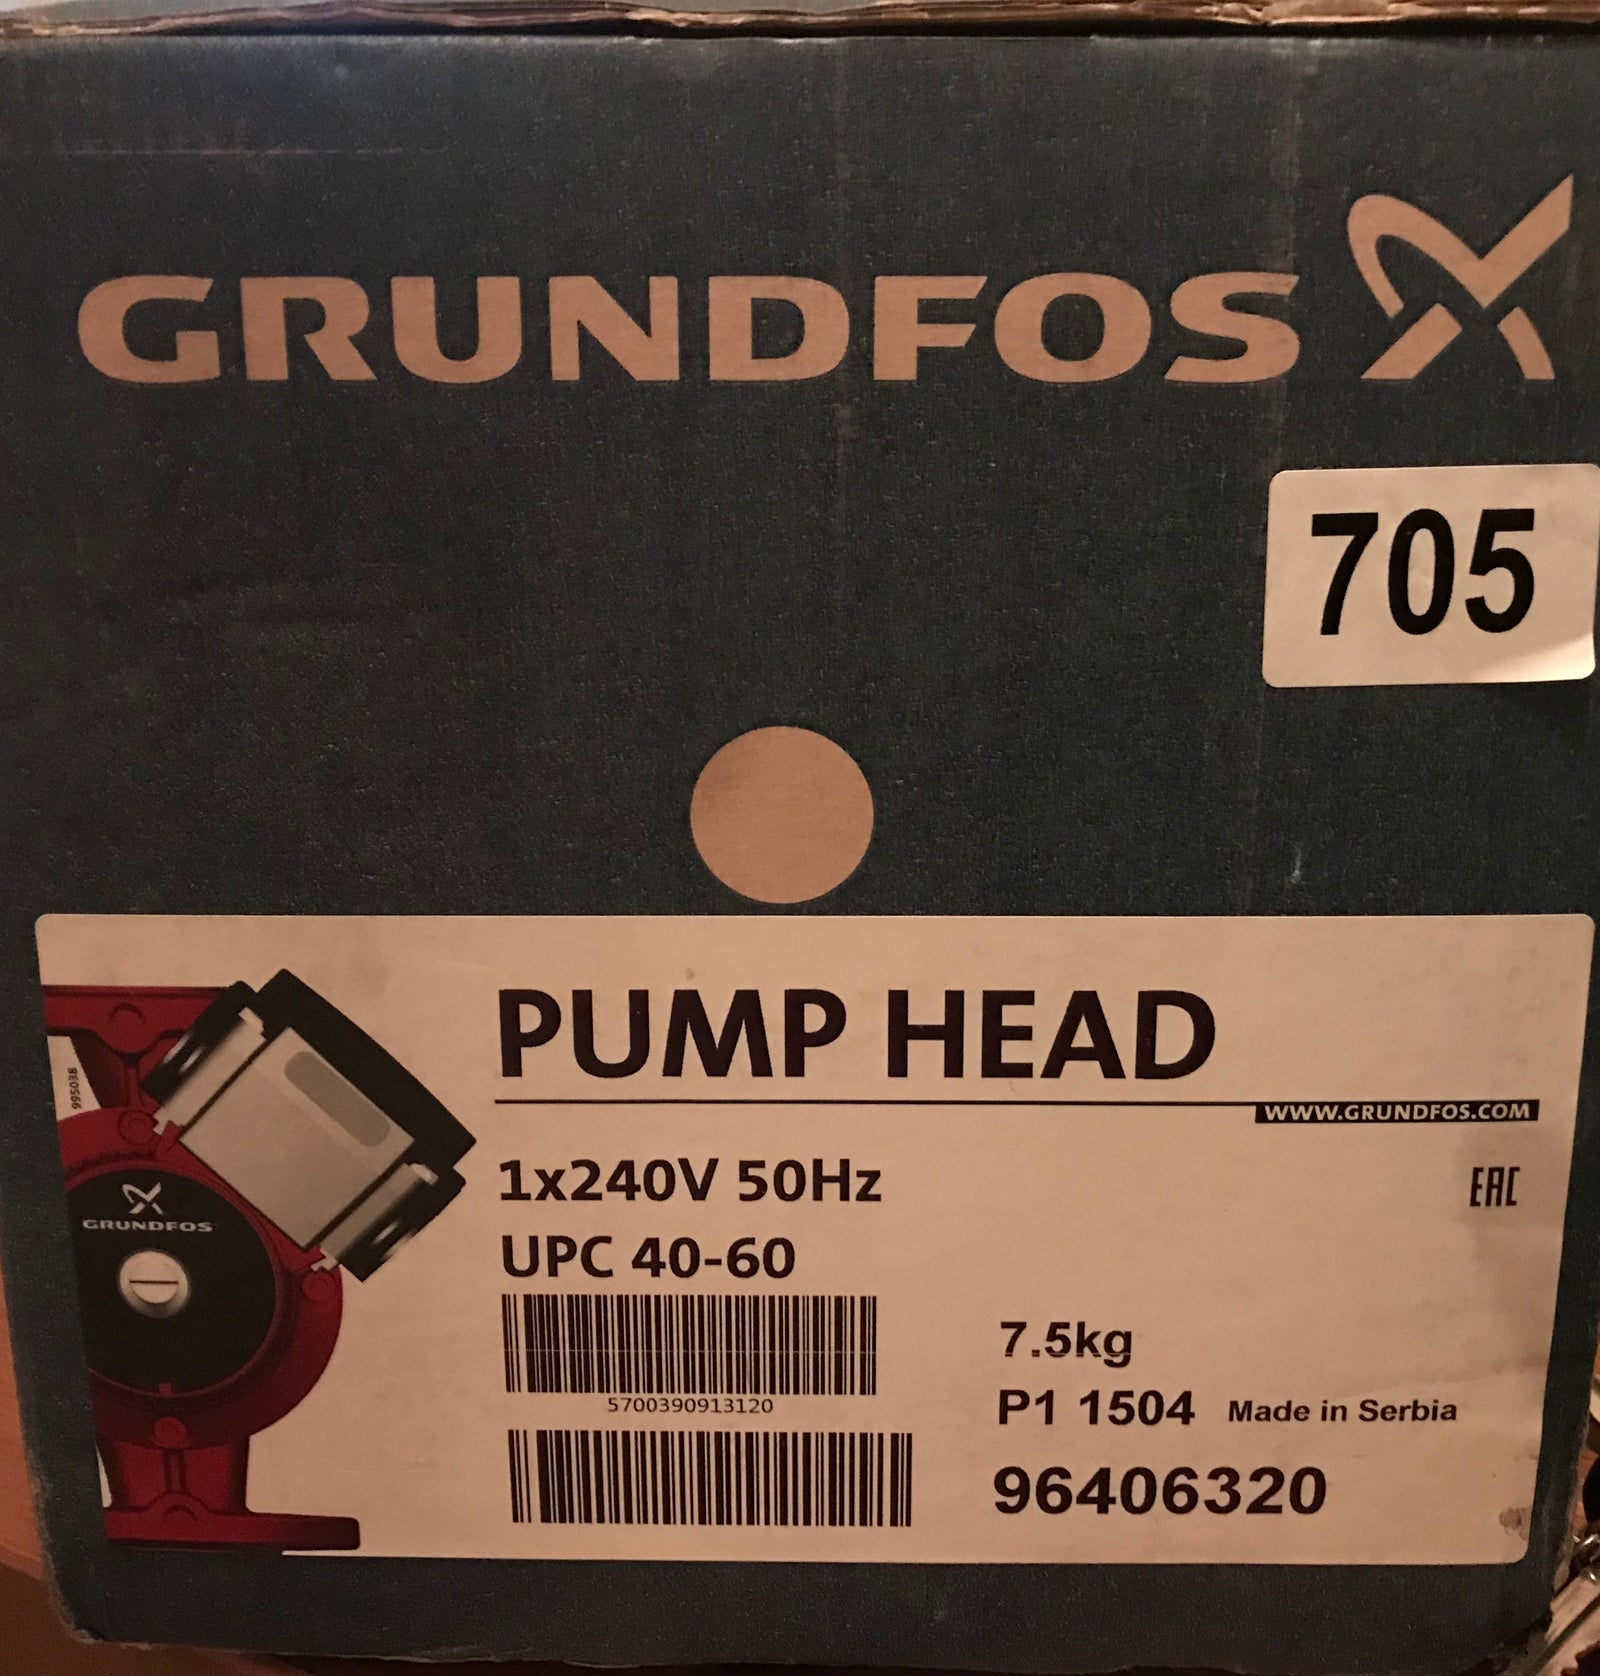 GRUNDFOS
705
PUMP HEAD
WWW.GRUNDFOS.COM
995038
GRUNDFOS
1x240V 50Hz
EAC
UPC 40-60
5700390913120
7.5kg
P1 1504 Made in Serbia
96406320